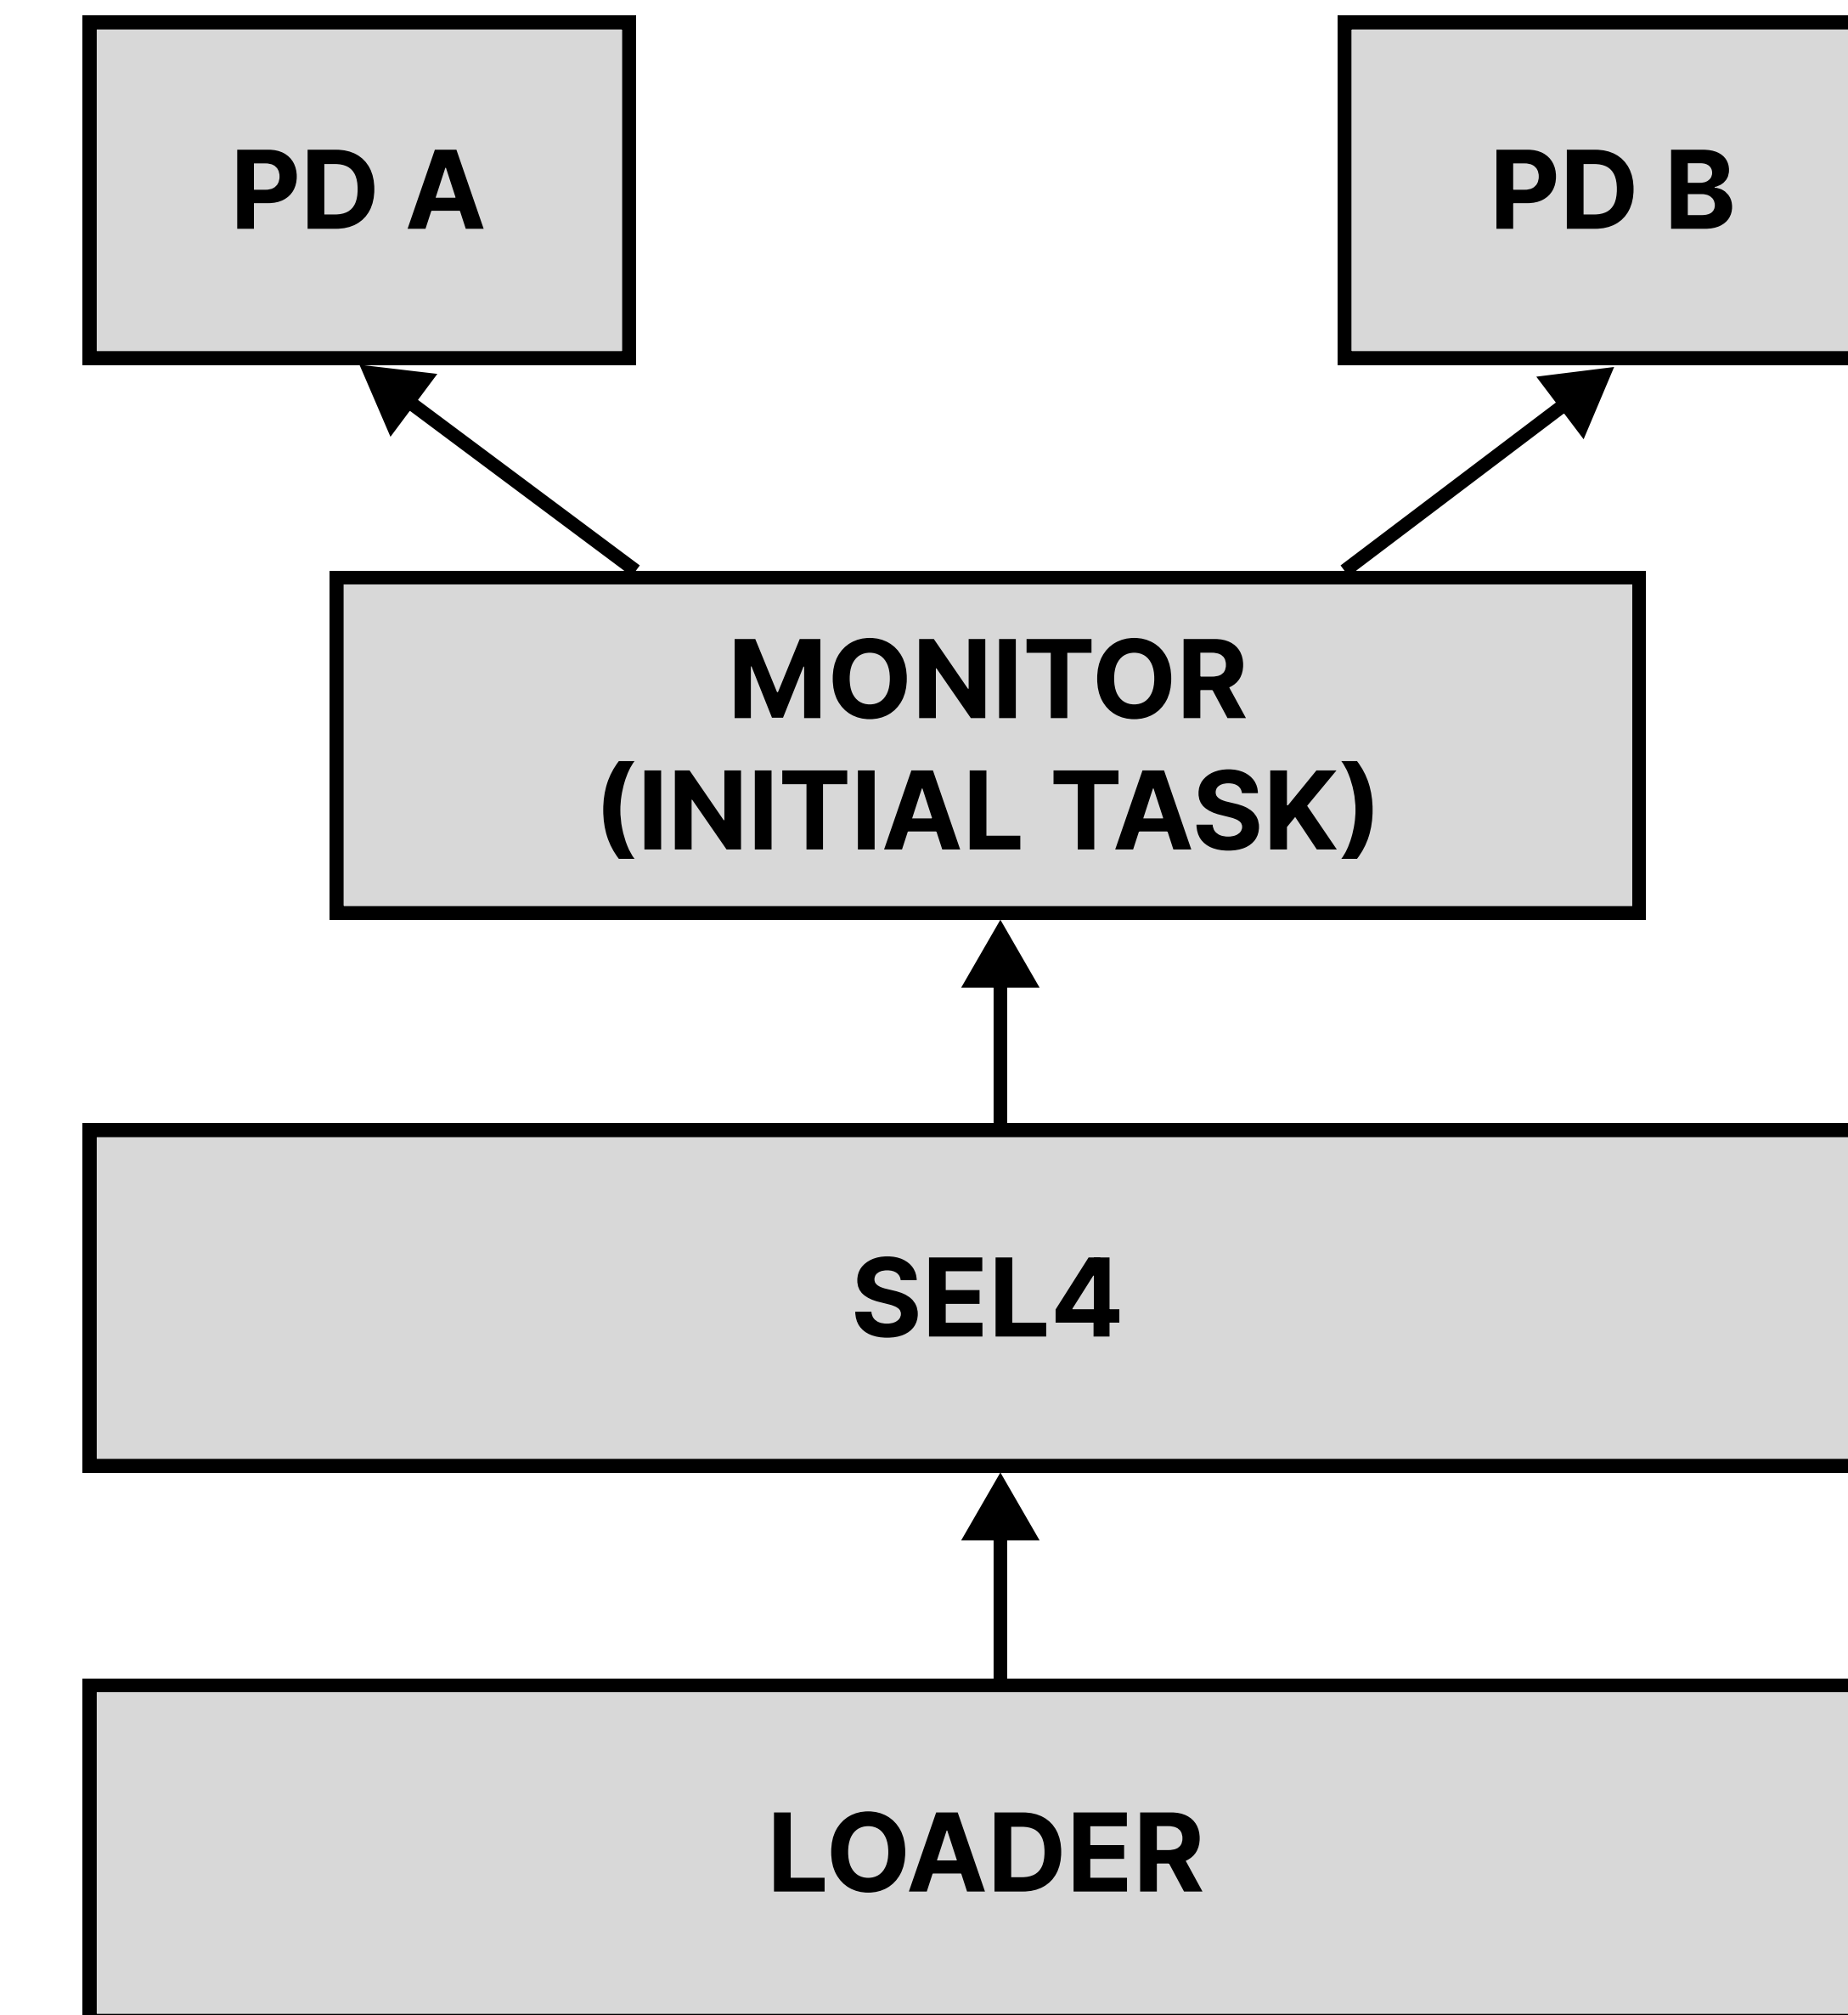 PD A
PD B
MONITOR
(INITIAL TASK)
SEL4
LOADER